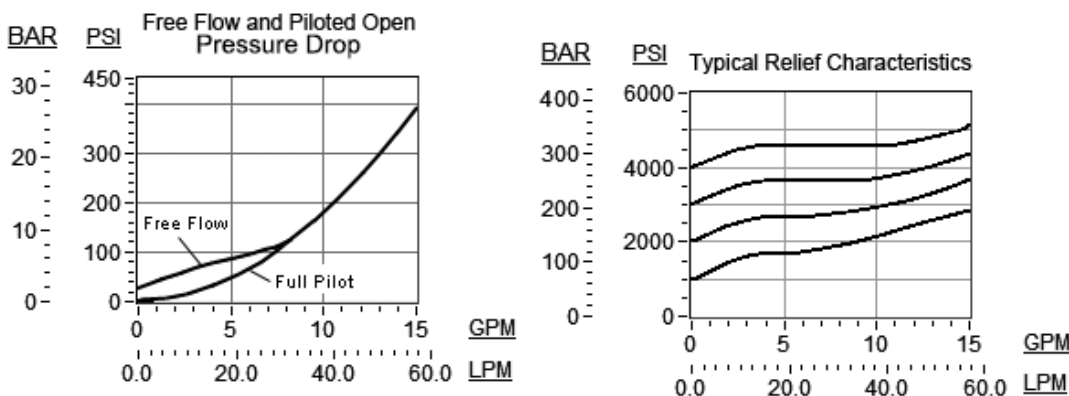 Free Flow and Piloted Open
Pressure Drop
BAR PSI
30
20
10
0
450
300
200
100
0
Free Flow
Full Pilot
0 5 10 15 GPM
0.0 20.0 40.0 60.0 LPM
Typical Relief Characteristics
BAR PSI
400
300
200
100
0
6000
4000
2000
0
0 5 10 15 GPM
0.0 20.0 40.0 60.0 LPM